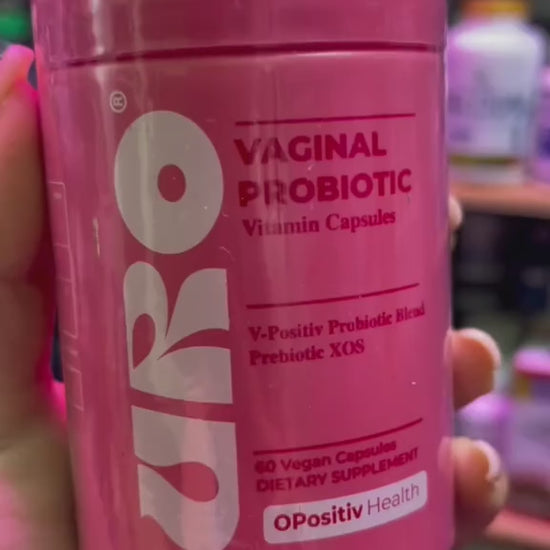 URO®
VAGINAL
PROBIOTIC
Vitamin Capsules
V-Positiv Probiotic Blend
Prebiotic XOS
60 Vegan Capsules
DIETARY SUPPLEMENT
OPositiv Health